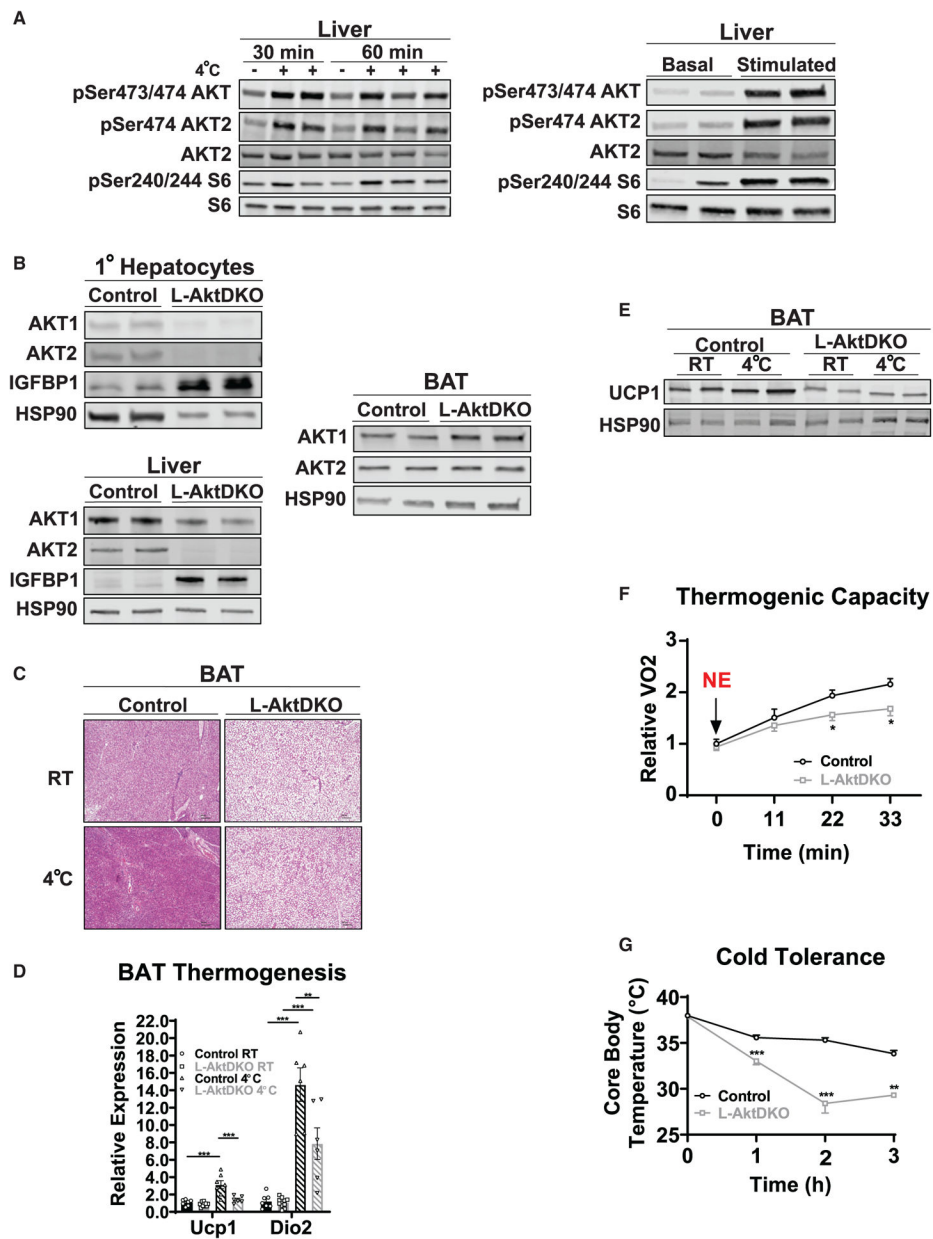 A
Liver
30 min 60 min
4°C - + + - + + +
pSer473/474 AKT
pSer474 AKT2
AKT2
pSer240/244 S6
S6
Liver
Basal Stimulated
pSer473/474 AKT
pSer474 AKT2
AKT2
pSer240/244 S6
S6
B
1° Hepatocytes
Control L-AktDKO
AKT1
AKT2
IGFBP1
HSP90
Liver
Control L-AktDKO
AKT1
AKT2
IGFBP1
HSP90
BAT
Control L-AktDKO
AKT1
AKT2
HSP90
C
BAT
Control L-AktDKO
RT
4°C
D
BAT Thermogenesis
Relative Expression
22.0
20.0
18.0
16.0
14.0
12.0
10.0
8.0
6.0
4.0
2.0
0.0
Control RT
L-AktDKO RT
Control 4°C
L-AktDKO 4°C
*** *** *** *** **
Ucp1 Dio2
E
BAT
Control L-AktDKO
RT 4°C RT 4°C
UCP1
HSP90
F
Thermogenic Capacity
Relative VO2
3
2
1
0
NE
* *
Control
L-AktDKO
0 11 22 33
Time (min)
G
Cold Tolerance
Core Body
Temperature (°C)
40
35
30
25
*** *** **
Control
L-AktDKO
0 1 2 3
Time (h)